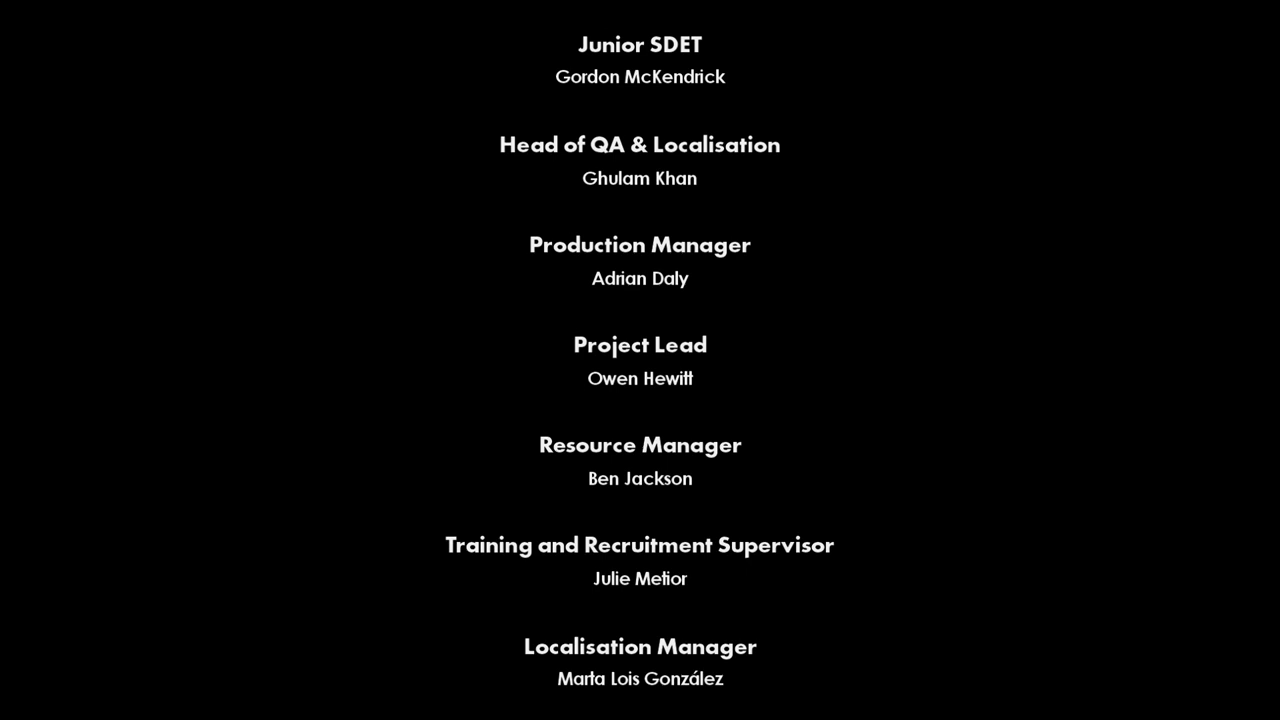 Junior SDET
Gordon McKendrick
Head of QA & Localisation
Ghulam Khan
Production Manager
Adrian Daly
Project Lead
Owen Hewitt
Resource Manager
Ben Jackson
Training and Recruitment Supervisor
Julie Metior
Localisation Manager
Marta Lois González